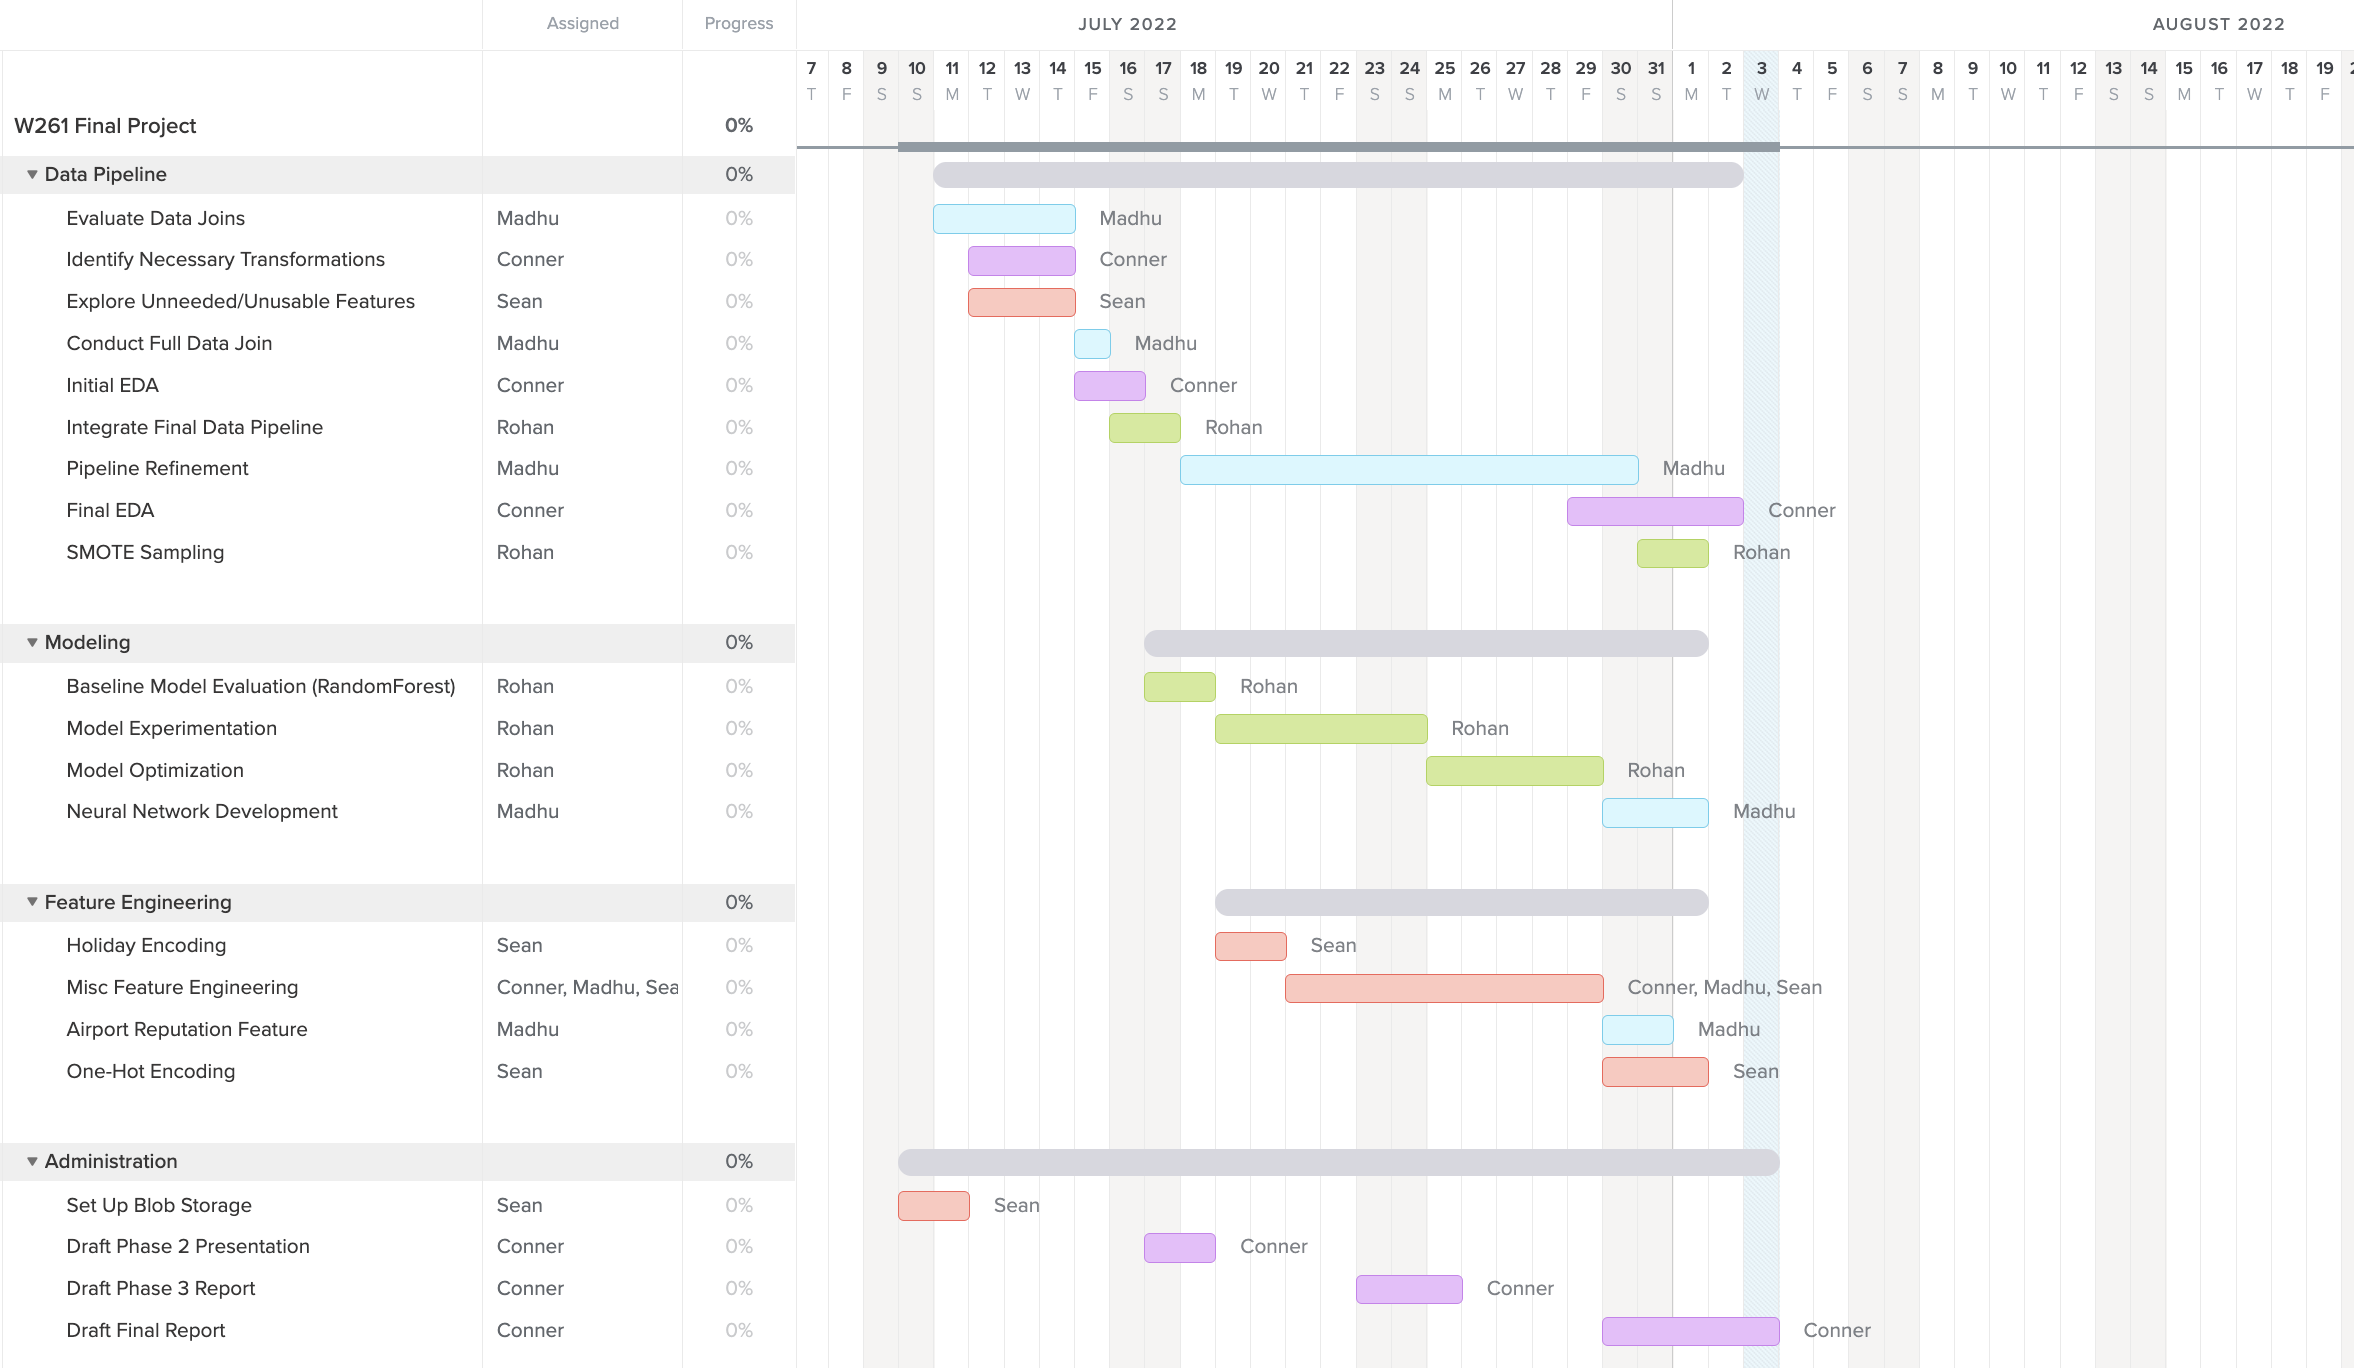 Assigned Progress JULY 2022 AUGUST 2022
7 8 9 10 11 12 13 14 15 16 17 18 19 20 21 22 23 24 25 26 27 28 29 30 31 1 2 3 4 5 6 7 8 9 10 11 12 13 14 15 16 17 18 19
T F S S M T W T F S S M T W T F S S M T W T F S S M T W T F S S M T W T F S S M T W T F
W261 Final Project 0%
Data Pipeline 0%
Evaluate Data Joins Madhu 0% Madhu
Identify Necessary Transformations Conner 0% Conner
Explore Unneeded/Unusable Features Sean 0% Sean
Conduct Full Data Join Madhu 0% Madhu
Initial EDA Conner 0% Conner
Integrate Final Data Pipeline Rohan 0% Rohan
Pipeline Refinement Madhu 0% Madhu
Final EDA Conner 0% Conner
SMOTE Sampling Rohan 0% Rohan
Modeling 0%
Baseline Model Evaluation (RandomForest) Rohan 0% Rohan
Model Experimentation Rohan 0% Rohan
Model Optimization Rohan 0% Rohan
Neural Network Development Madhu 0% Madhu
Feature Engineering 0%
Holiday Encoding Sean 0% Sean
Misc Feature Engineering Conner, Madhu, Sea 0% Conner, Madhu, Sean
Airport Reputation Feature Madhu 0% Madhu
One-Hot Encoding Sean 0% Sean
Administration 0%
Set Up Blob Storage Sean 0% Sean
Draft Phase 2 Presentation Conner 0% Conner
Draft Phase 3 Report Conner 0% Conner
Draft Final Report Conner 0% Conner